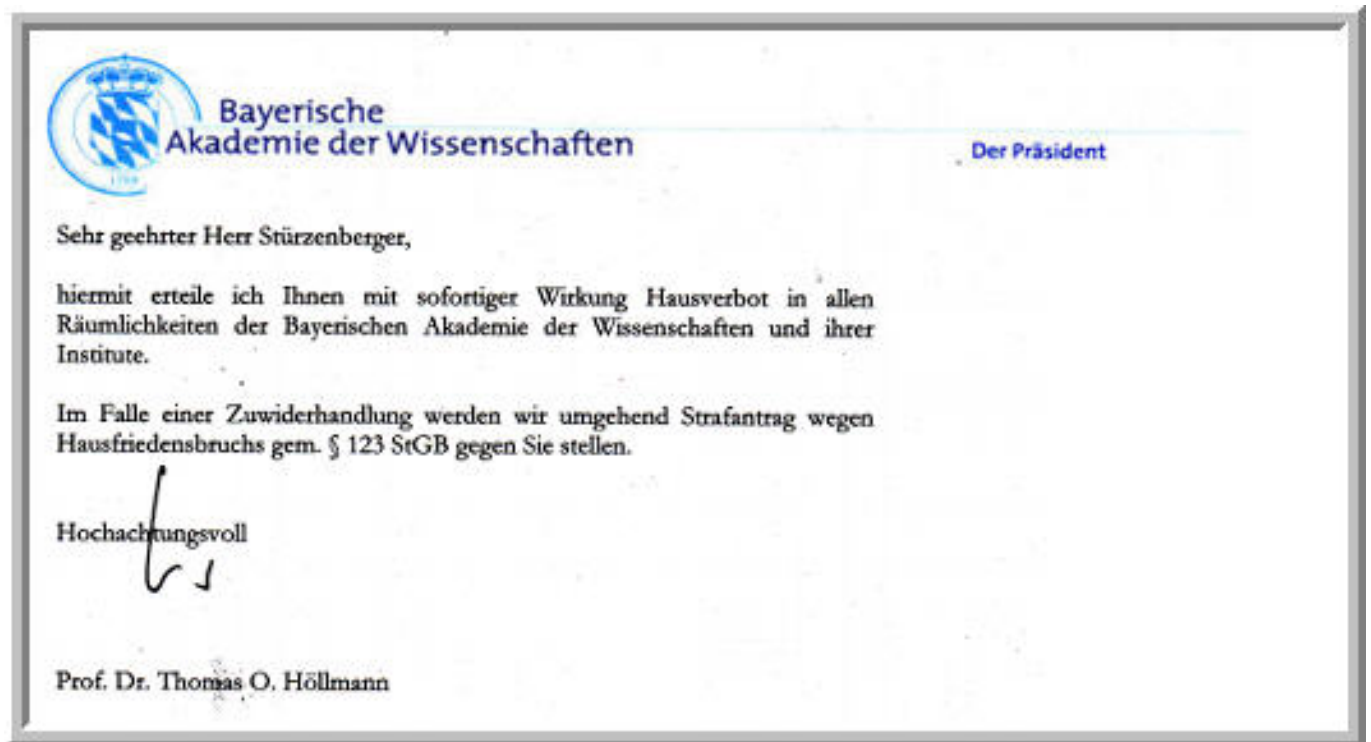 Bayerische
Akademie der Wissenschaften
Der Präsident
Sehr geehrter Herr Stürzenberger,
hiermit erteile ich Ihnen mit sofortiger Wirkung Hausverbot in allen
Räumlichkeiten der Bayerischen Akademie der Wissenschaften und ihrer
Institute.
Im Falle einer Zuwiderhandlung werden wir umgehend Strafantrag wegen
Hausfriedensbruchs gem. § 123 StGB gegen Sie stellen.
Hochachtungsvoll
Prof. Dr. Thomas O. Höllmann